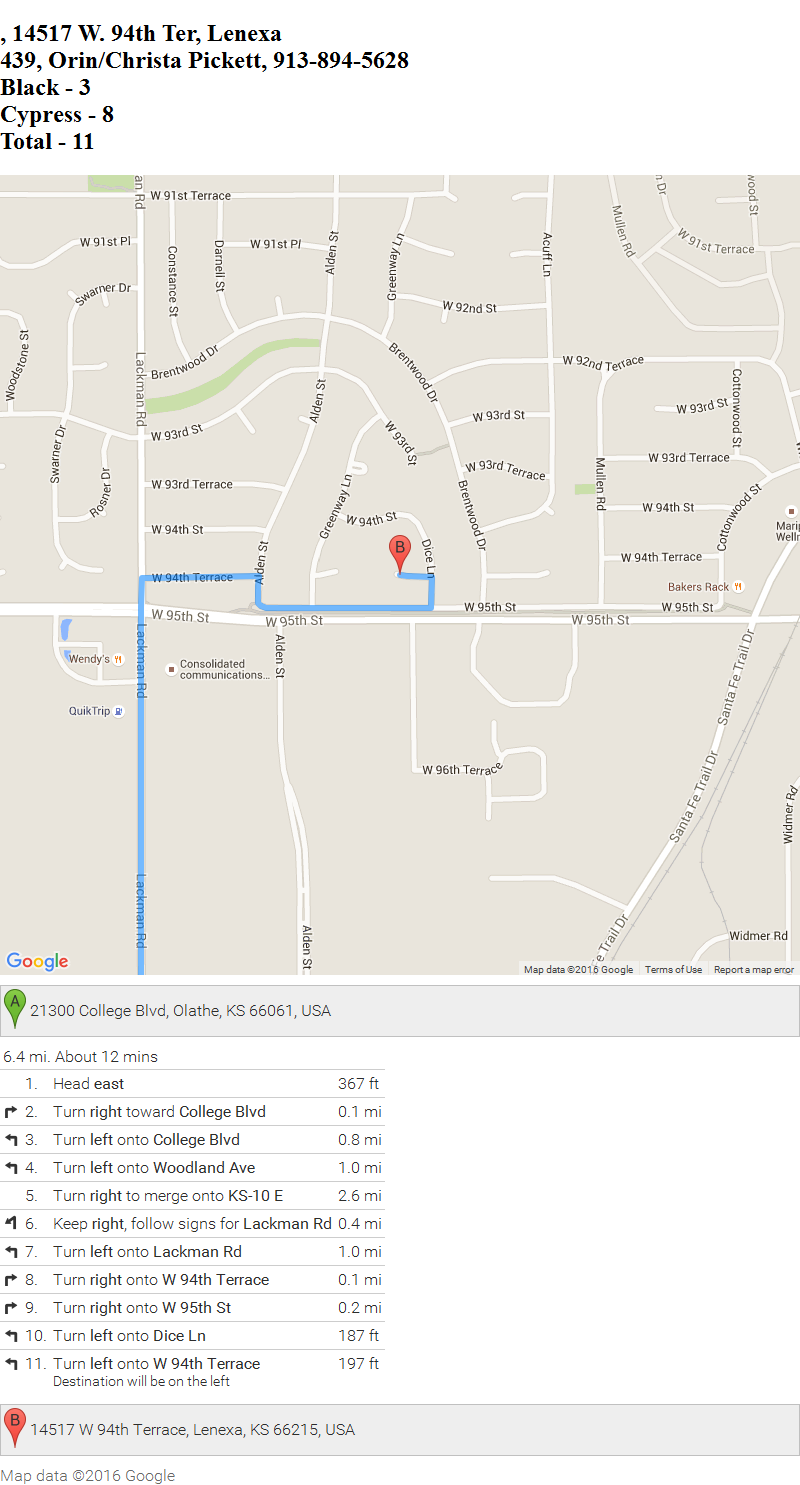 , 14517 W. 94th Ter, Lenexa
439, Orin/Christa Pickett, 913-894-5628
Black - 3
Cypress - 8
Total - 11
an Rd
W 91st Terrace
W 91st Pl
Constance St
Darnell St
W 91st Pl
Alden St
Greenway Ln
Acuff Ln
Mullen Rd
n Dr
W 91st Terrace
wood St
Swarner Dr
W 92nd St
Woodstone St
Lackman Rd
Brentwood Dr
Brentwood Dr
W 92nd Terrace
Cottonwood St
Alden St
W 93rd St
W 93rd St
W 93rd St
W 93rd St
Swarner Dr
Rosner Dr
W 93rd Terrace
W 93rd Terrace
W 93rd Terrace
Mullen Rd
Greenway Ln
Brentwood Dr
W 94th St
W 94th St
W 94th St
Cottonwood St
Marip
Welln
Alden St
B
Dice Ln
W 94th Terrace
W 94th Terrace
Bakers Rack
W 95th St
W 95th St
W 95th St
W 95th St
W 95th St
Lackman Rd
Alden St
Wendy's
Consolidated
communications...
Santa Fe Trail Dr
QuikTrip
W 96th Terrace
Santa Fe Trail Dr
Widmer Rd
Lackman Rd
Alden St
e Trail Dr
Widmer Rd
Google
Map data ©2016 Google Terms of Use Report a map error
A 21300 College Blvd, Olathe, KS 66061, USA
6.4 mi. About 12 mins
1. Head east 367 ft
2. Turn right toward College Blvd 0.1 mi
3. Turn left onto College Blvd 0.8 mi
4. Turn left onto Woodland Ave 1.0 mi
5. Turn right to merge onto KS-10 E 2.6 mi
6. Keep right, follow signs for Lackman Rd 0.4 mi
7. Turn left onto Lackman Rd 1.0 mi
8. Turn right onto W 94th Terrace 0.1 mi
9. Turn right onto W 95th St 0.2 mi
10. Turn left onto Dice Ln 187 ft
11. Turn left onto W 94th Terrace 197 ft
Destination will be on the left
B 14517 W 94th Terrace, Lenexa, KS 66215, USA
Map data ©2016 Google